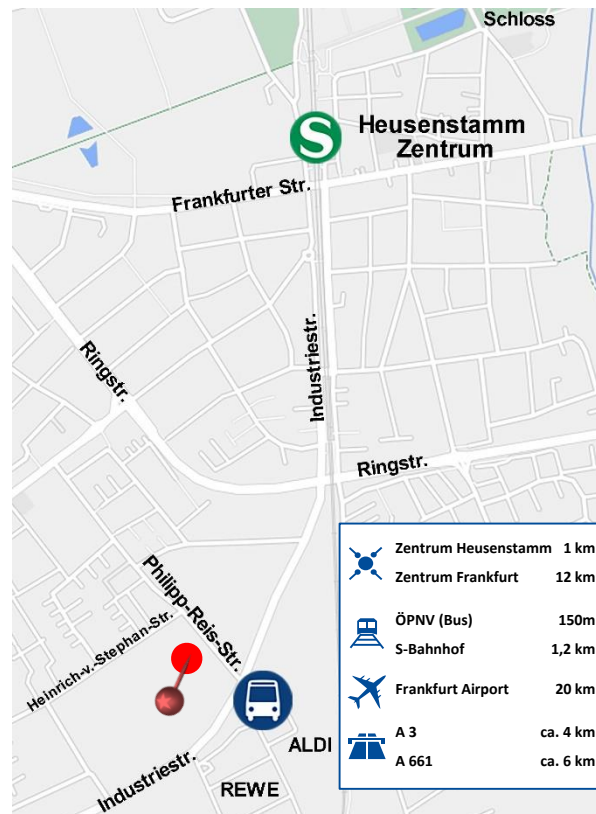 Schloss
S
Heusenstamm
Zentrum
Frankfurter Str.
Ringstr.
Industriestr.
Ringstr.
Philipp-Reis-Str.
Heinrich-v.-Stephan-Str.
Industriestr.
ALDI
REWE
Zentrum Heusenstamm 1 km
Zentrum Frankfurt 12 km
ÖPNV (Bus) 150m
S-Bahnhof 1,2 km
Frankfurt Airport 20 km
A 3 ca. 4 km
A 661 ca. 6 km